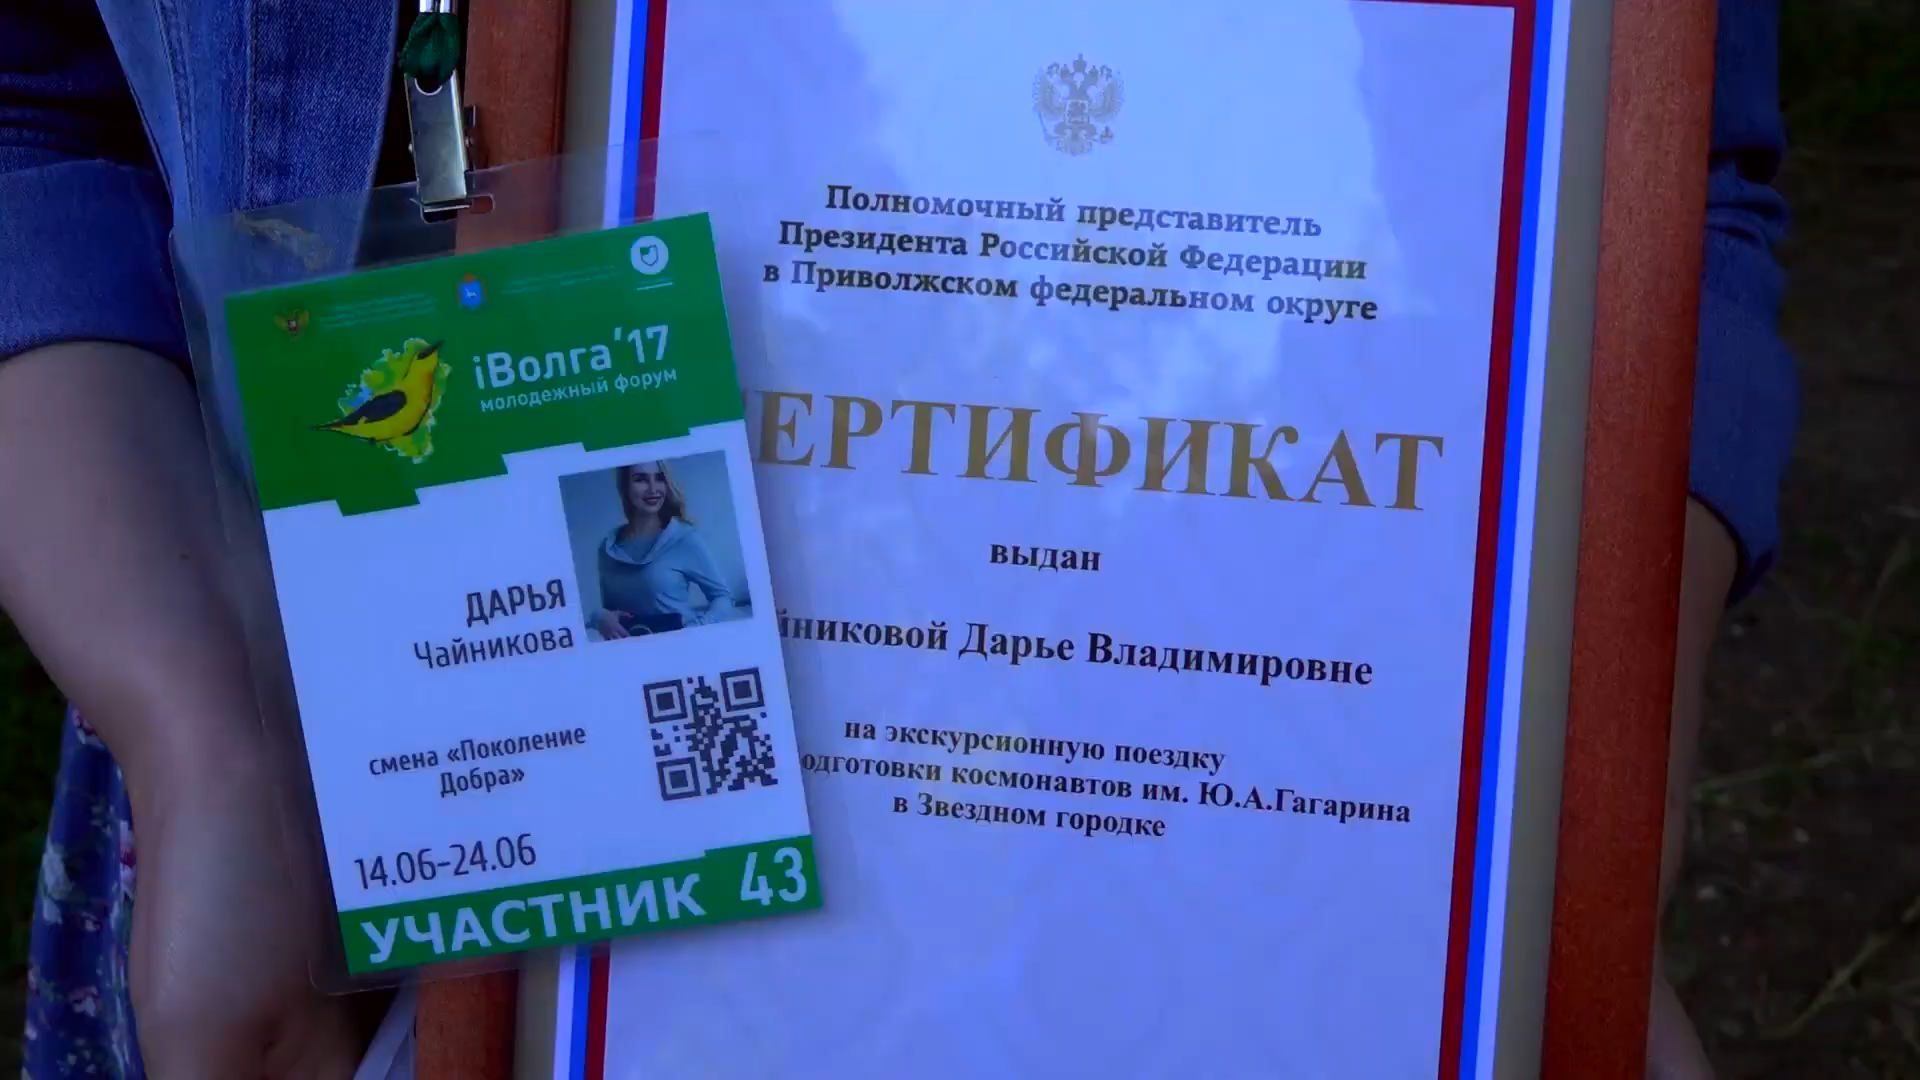 iВолга'17
молодежный форум
ДАРЬЯ
Чайникова
смена «Поколение
Добра»
14.06-24.06
УЧАСТНИК 43
Полномочный представитель
Президента Российской Федерации
в Приволжском федеральном округе
ЕРТИФИКАТ
выдан
йниковой Дарье Владимировне
на экскурсионную поездку
одготовки космонавтов им. Ю.А.Гагарина
в Звездном городке